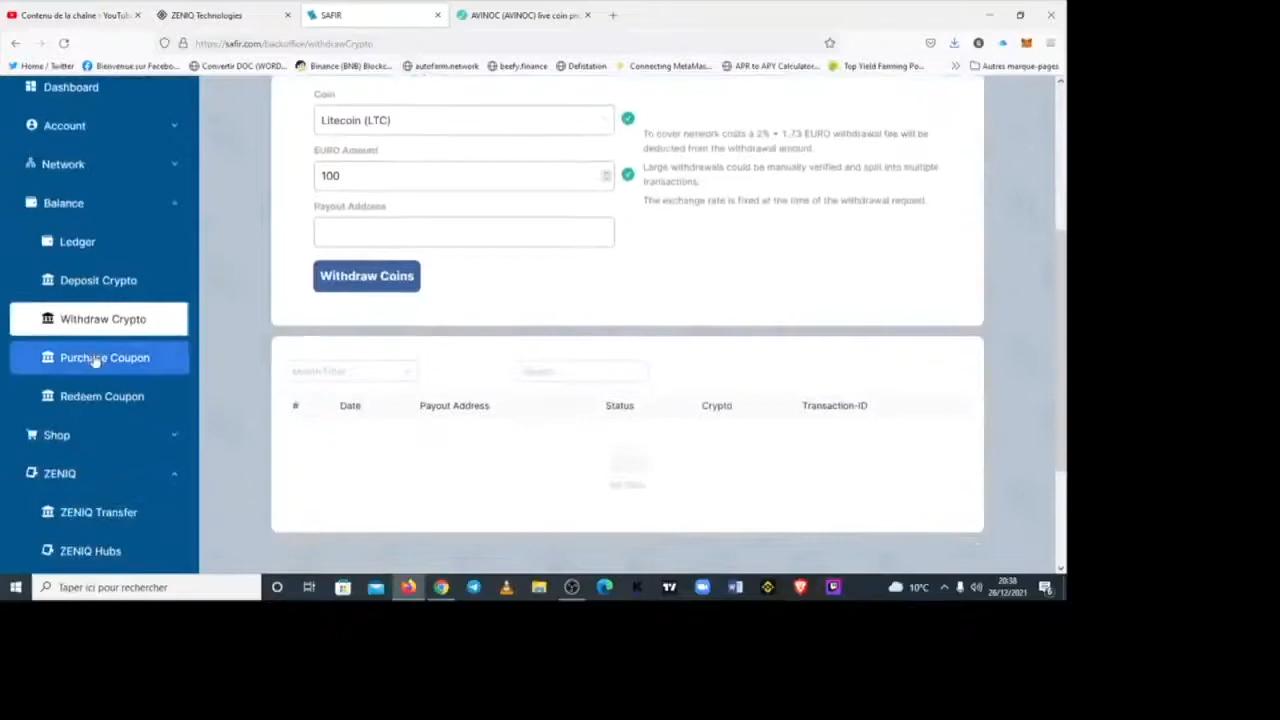 Contenu de la chaîne - YouTub
ZENIQ Technologies
SAFIR
AVINOC (AVINOC) live coin pri
https://safir.com/backoffice/withdrawCrypto
Home / Twitter
Bienvenue sur Facebo...
Convertir DOC (WORD...
Binance (BNB) Blockc...
autofarm.network
beefy.finance
Defistation
Connecting MetaMas...
APR to APY Calculator...
Top Yield Farming Po...
Autres marque-pages
Dashboard
Account
Network
Balance
Ledger
Deposit Crypto
Withdraw Crypto
Purchase Coupon
Redeem Coupon
Shop
ZENIQ
ZENIQ Transfer
ZENIQ Hubs
Coin
Litecoin (LTC)
EURO Amount
100
Payout Address
Withdraw Coins
To cover network costs a 2% + 1.73 EURO withdrawal fee will be
deducted from the withdrawal amount.
Large withdrawals could be manually verified and split into multiple
transactions.
The exchange rate is fixed at the time of the withdrawal request.
Month Filter
Search
# Date Payout Address Status Crypto Transaction-ID
Taper ici pour rechercher
10°C
20:38
26/12/2021